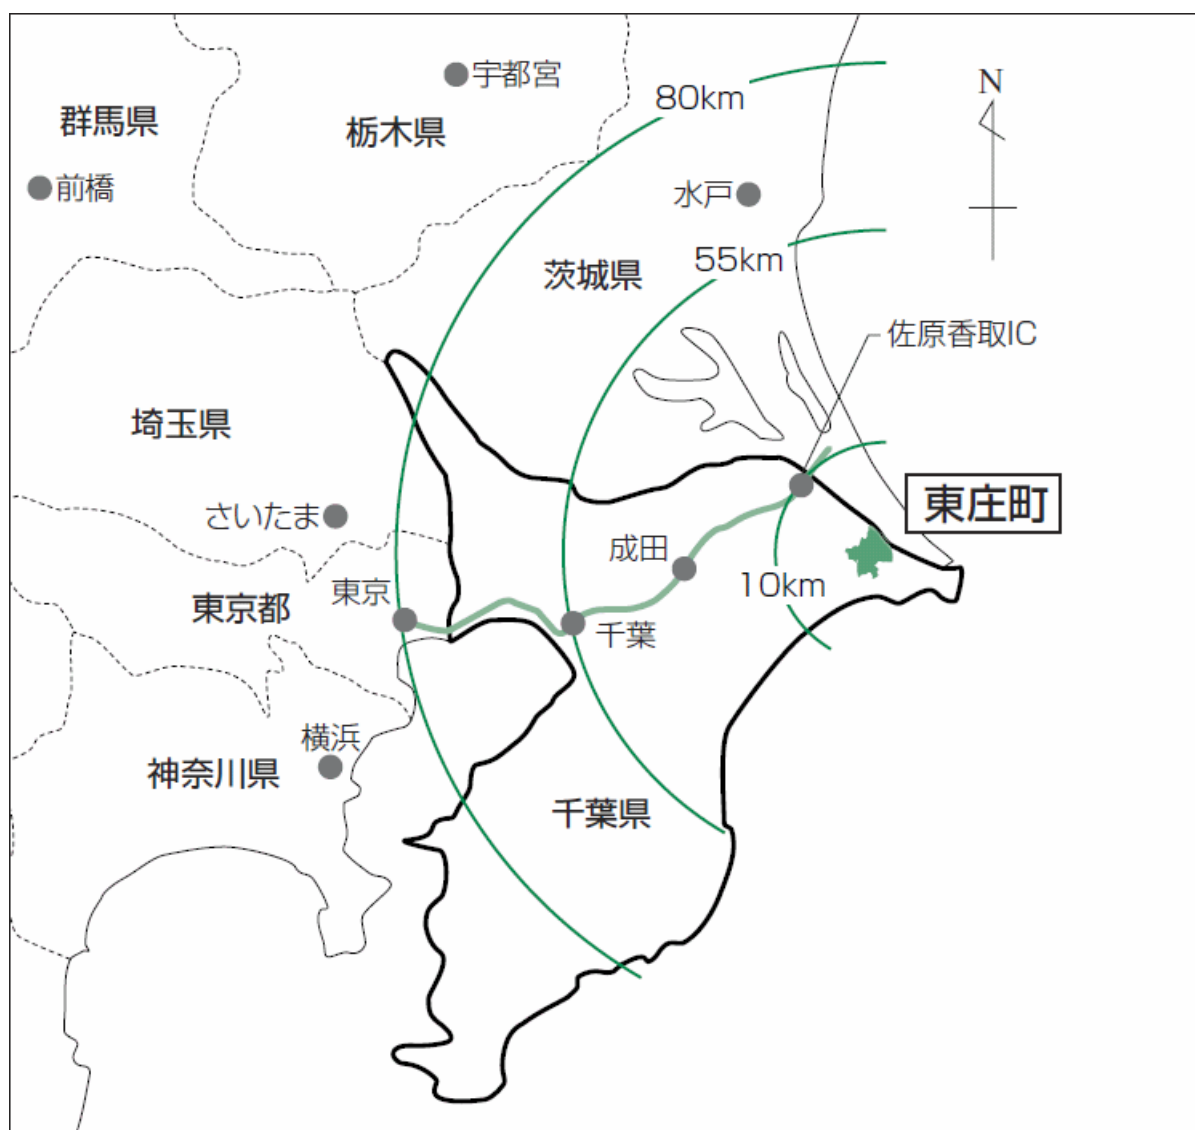 宇都宮
80km
N
群馬県
栃木県
前橋
水戸
55km
茨城県
佐原香取IC
埼玉県
東庄町
さいたま
成田
10km
東京
東京都
千葉
横浜
神奈川県
千葉県